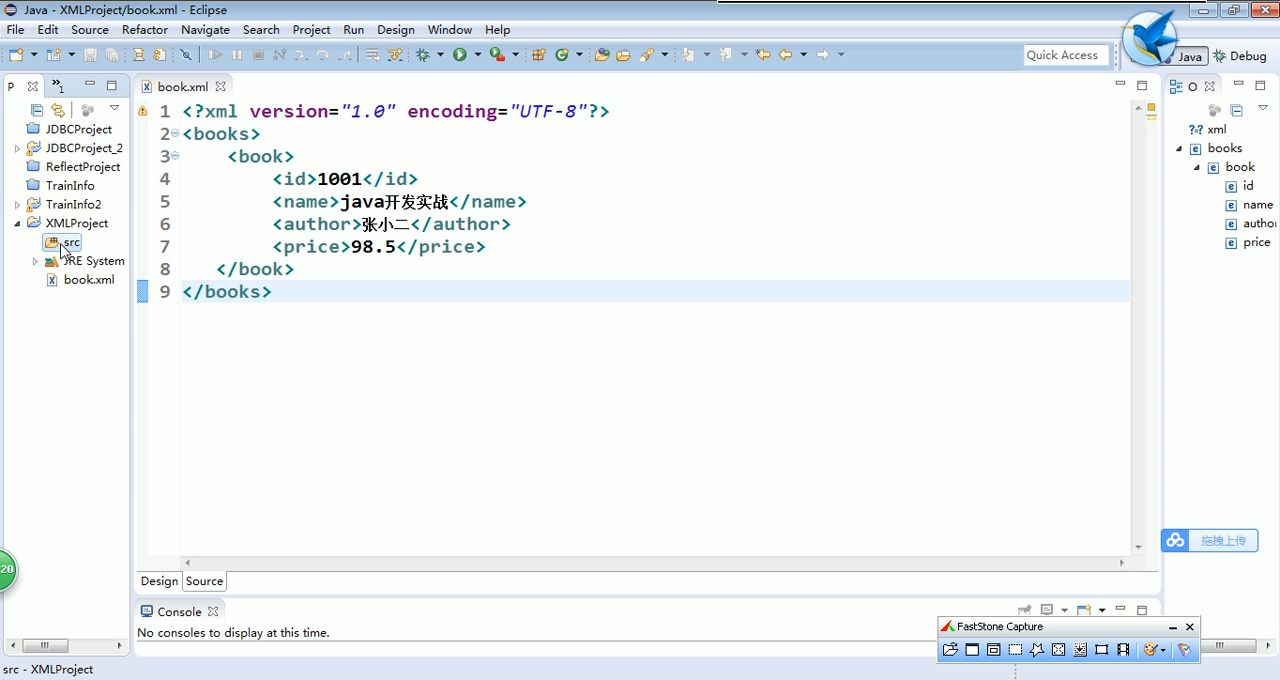 Java - XMLProject/book.xml - Eclipse
File Edit Source Refactor Navigate Search Project Run Design Window Help
Quick Access
Java
Debug
P
»1
JDBCProject
JDBCProject_2
ReflectProject
TrainInfo
TrainInfo2
XMLProject
src
JRE System
book.xml
book.xml
1 <?xml version="1.0" encoding="UTF-8"?>
2 <books>
3 <book>
4 <id>1001</id>
5 <name>java开发实战</name>
6 <author>张小二</author>
7 <price>98.5</price>
8 </book>
9 </books>
Design Source
Console
No consoles to display at this time.
O
?? xml
e books
e book
e id
e name
e autho
e price
拖拽上传
20
FastStone Capture
src - XMLProject